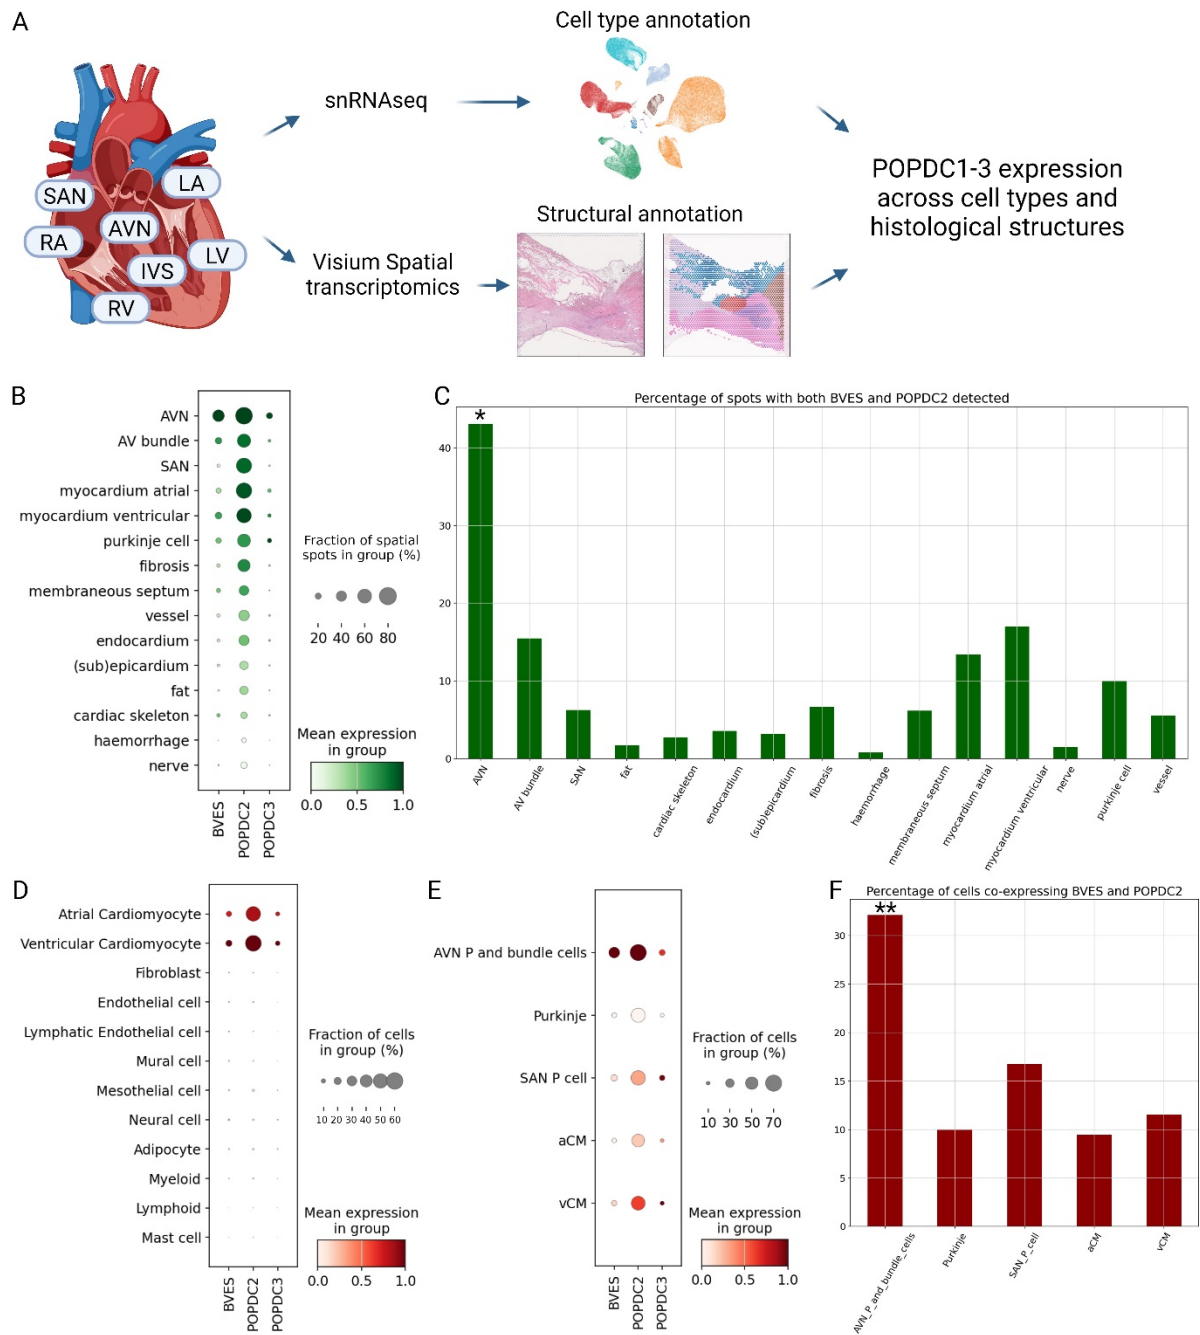 A
Cell type annotation
snRNAseq
SAN
LA
AVN
RA
LV
IVS
RV
Structural annotation
Visium Spatial
transcriptomics
POPDC1-3 expression
across cell types and
histological structures
B
AVN
AV bundle
SAN
myocardium atrial
myocardium ventricular
purkinje cell
fibrosis
membraneous septum
vessel
endocardium
(sub)epicardium
fat
cardiac skeleton
haemorrhage
nerve
BVES
POPDC2
POPDC3
Fraction of spatial
spots in group (%)
20 40 60 80
Mean expression
in group
0.0 0.5 1.0
C
Percentage of spots with both BVES and POPDC2 detected
*
40
30
20
10
0
AVN
AV bundle
SAN
fat
cardiac skeleton
endocardium
(sub)epicardium
fibrosis
haemorrhage
membraneous septum
myocardium atrial
myocardium ventricular
nerve
purkinje cell
vessel
D
Atrial Cardiomyocyte
Ventricular Cardiomyocyte
Fibroblast
Endothelial cell
Lymphatic Endothelial cell
Mural cell
Mesothelial cell
Neural cell
Adipocyte
Myeloid
Lymphoid
Mast cell
BVES
POPDC2
POPDC3
Fraction of cells
in group (%)
10 20 30 40 50 60
Mean expression
in group
0.0 0.5 1.0
E
AVN P and bundle cells
Purkinje
SAN P cell
aCM
vCM
BVES
POPDC2
POPDC3
Fraction of cells
in group (%)
10 30 50 70
Mean expression
in group
0.0 0.5 1.0
F
Percentage of cells co-expressing BVES and POPDC2
**
30
25
20
15
10
5
0
AVN_P_and_bundle_cells
Purkinje
SAN_P_cell
aCM
vCM